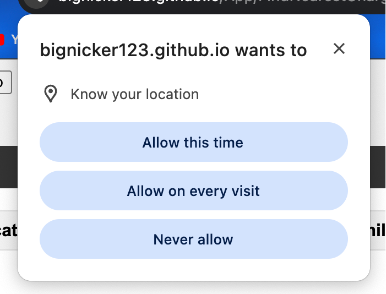 bignicker123.github.io wants to
Know your location
Allow this time
Allow on every visit
Never allow